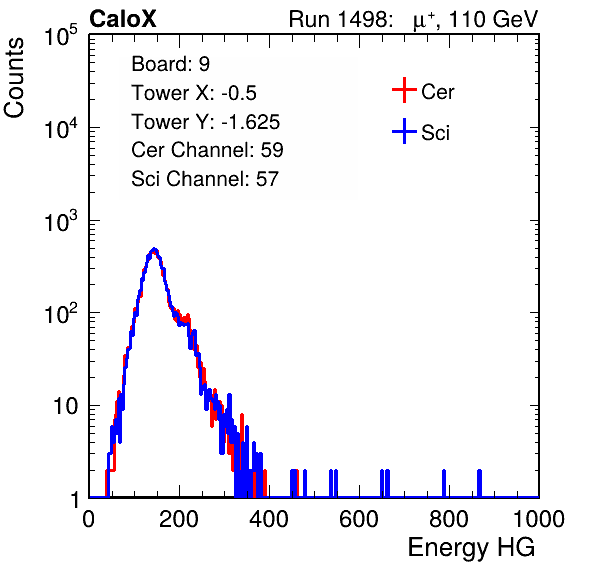 CaloX Run 1498: μ⁺, 110 GeV
Counts
Board: 9
Tower X: -0.5
Tower Y: -1.625
Cer Channel: 59
Sci Channel: 57
Cer
Sci
10⁵
10⁴
10³
10²
10
1
0 200 400 600 800 1000
Energy HG